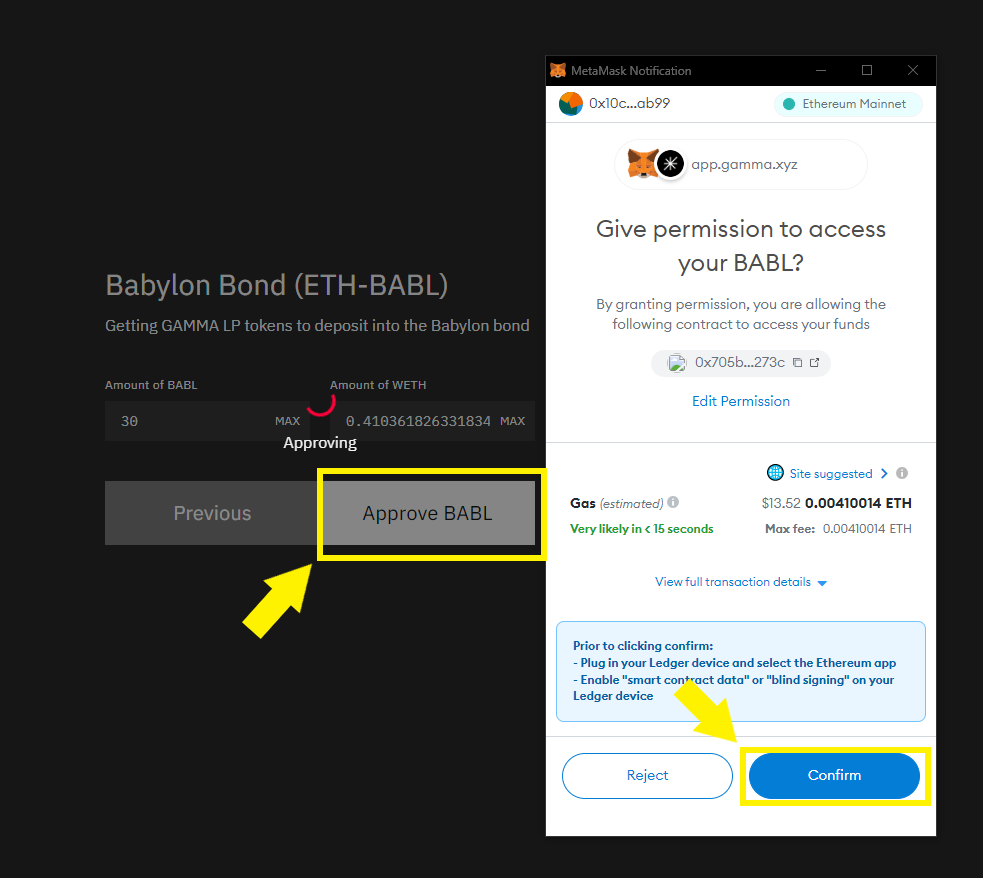 MetaMask Notification
0x10c...ab99
Ethereum Mainnet
app.gamma.xyz
Give permission to access
your BABL?
By granting permission, you are allowing the
following contract to access your funds
0x705b...273c
Edit Permission
Site suggested
Gas (estimated) $13.52 0.00410014 ETH
Very likely in < 15 seconds Max fee: 0.00410014 ETH
View full transaction details
Prior to clicking confirm:
- Plug in your Ledger device and select the Ethereum app
- Enable "smart contract data" or "blind signing" on your
Ledger device
Reject
Confirm
Babylon Bond (ETH-BABL)
Getting GAMMA LP tokens to deposit into the Babylon bond
Amount of BABL
Amount of WETH
30 MAX
0.410361826331834 MAX
Approving
Previous
Approve BABL